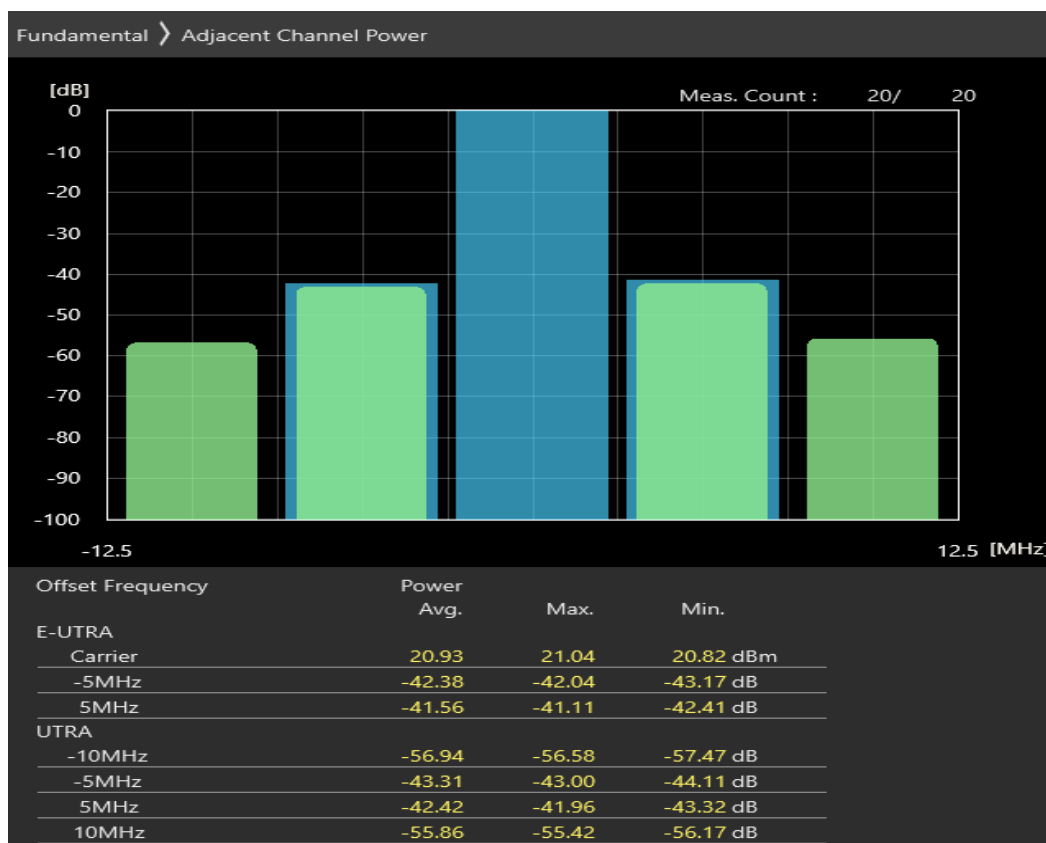 Fundamental 〉 Adjacent Channel Power
[dB]
Meas. Count : 20/ 20
0
-10
-20
-30
-40
-50
-60
-70
-80
-90
-100
-12.5 12.5 [MHz]
Offset Frequency Power
Avg. Max. Min.
E-UTRA
Carrier 20.93 21.04 20.82 dBm
-5MHz -42.38 -42.04 -43.17 dB
5MHz -41.56 -41.11 -42.41 dB
UTRA
-10MHz -56.94 -56.58 -57.47 dB
-5MHz -43.31 -43.00 -44.11 dB
5MHz -42.42 -41.96 -43.32 dB
10MHz -55.86 -55.42 -56.17 dB